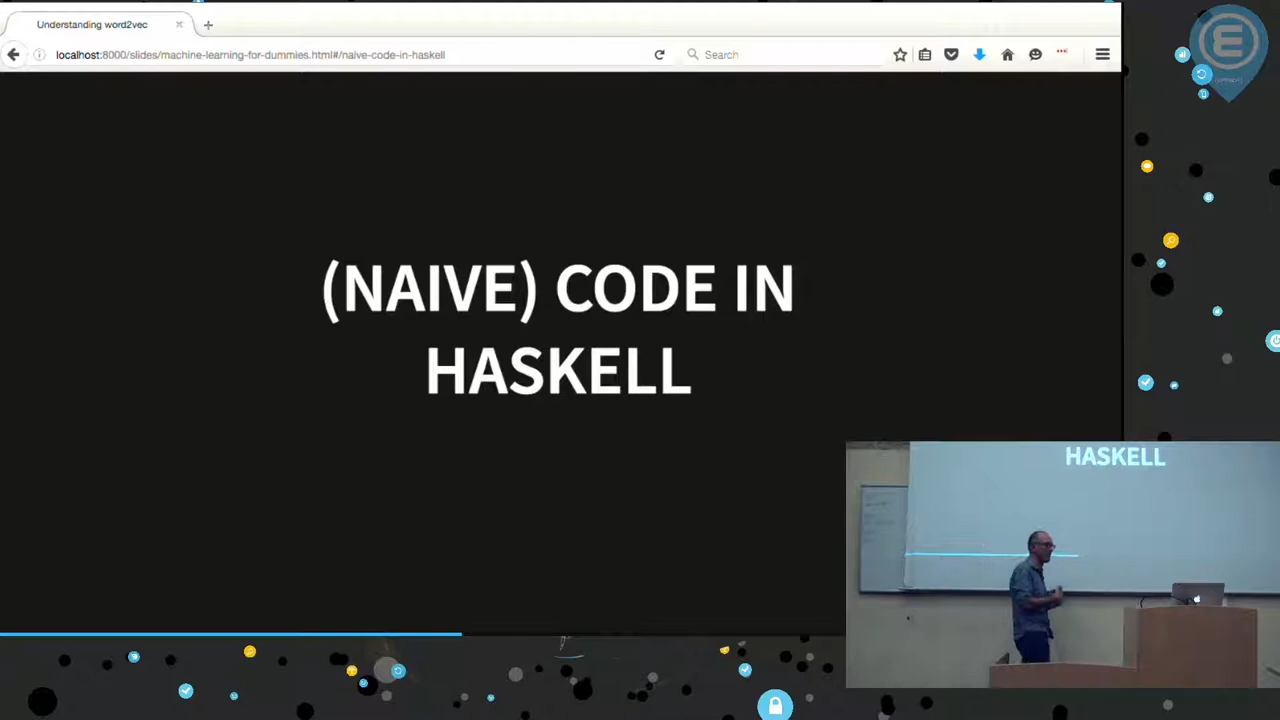 Understanding word2vec
localhost:8000/slides/machine-learning-for-dummies.html#/naive-code-in-haskell
Search
(NAIVE) CODE IN
HASKELL
HASKELL